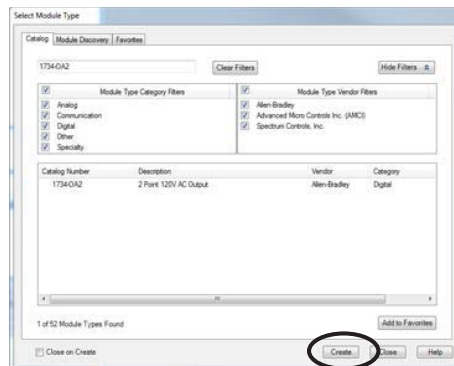 Select Module Type
Catalog Module Discovery Favorites
1734-OA2 Clear Filters Hide Filters
Module Type Category Filters Module Type Vendor Filters
Analog Allen-Bradley
Communication Advanced Micro Controls Inc. (AMCI)
Digital Spectrum Controls, Inc.
Other
Specialty
Catalog Number Description Vendor Category
1734-OA2 2 Point 120V AC Output Allen-Bradley Digital
1 of 52 Module Types Found Add to Favorites
Close on Create Create Close Help